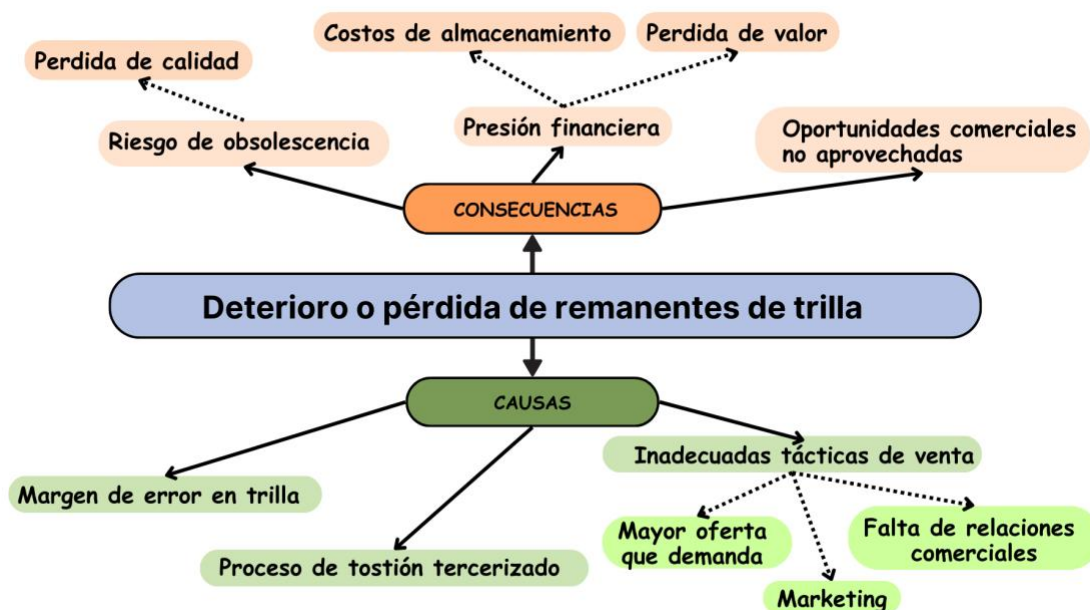 Costos de almacenamiento
Perdida de valor
Perdida de calidad
Riesgo de obsolescencia
Presión financiera
Oportunidades comerciales
no aprovechadas
CONSECUENCIAS
Deterioro o pérdida de remanentes de trilla
CAUSAS
Inadecuadas tácticas de venta
Margen de error en trilla
Mayor oferta
que demanda
Falta de relaciones
comerciales
Proceso de tostión tercerizado
Marketing